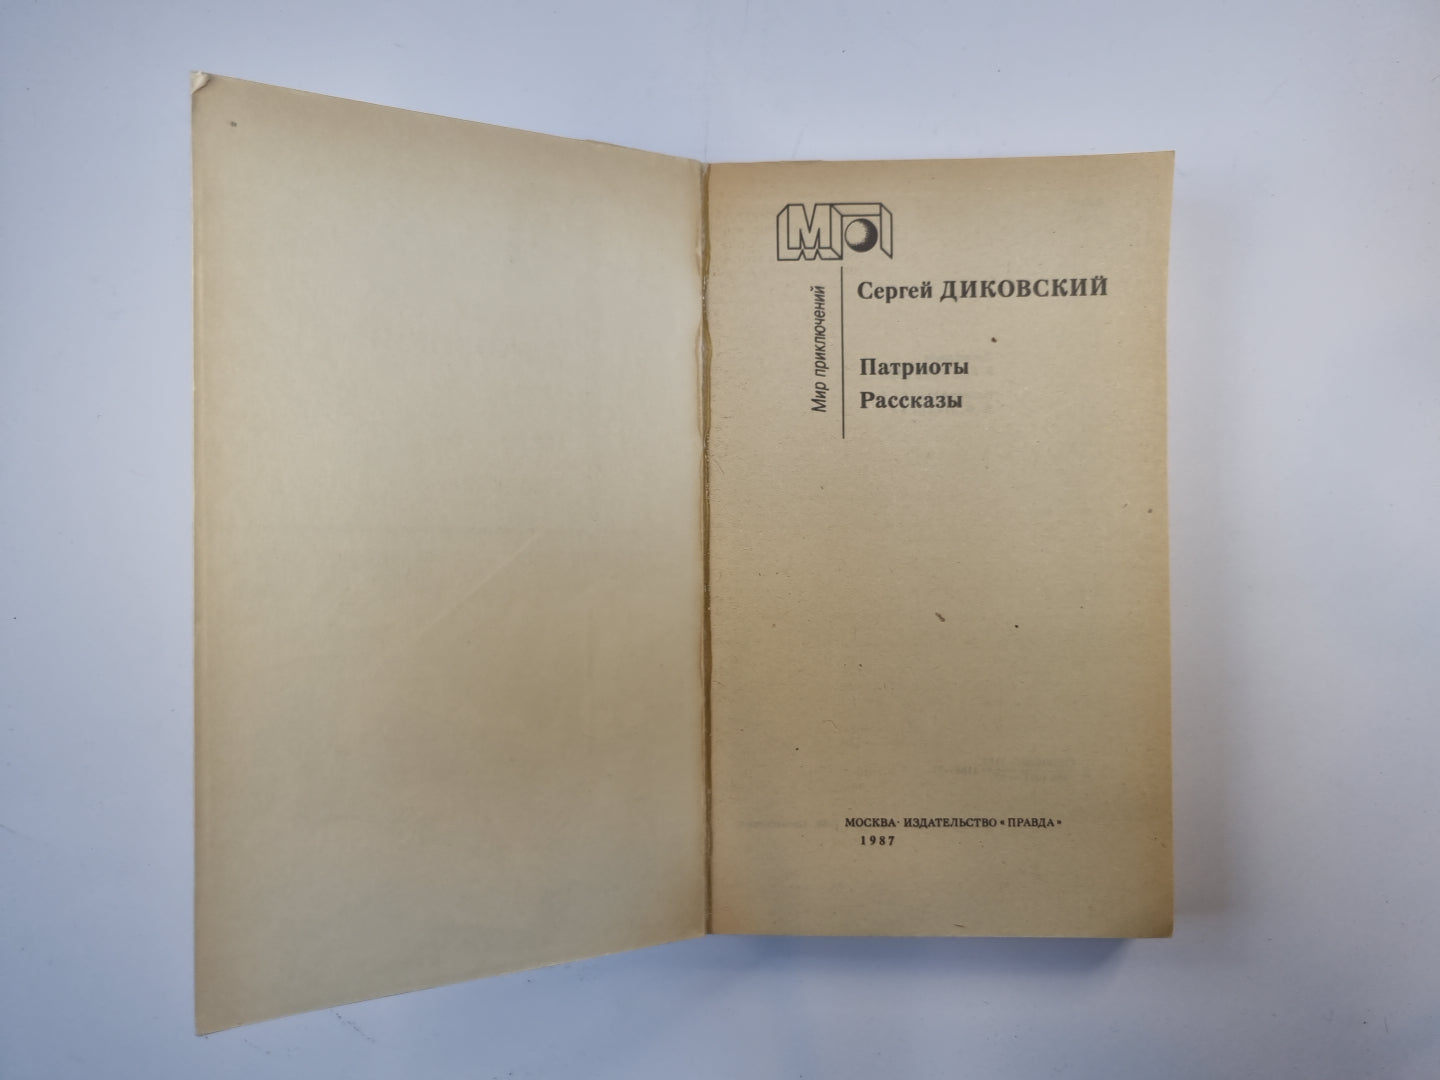 МП
Мир приключений
Сергей ДИКОВСКИЙ
Патриоты
Рассказы
МОСКВА · ИЗДАТЕЛЬСТВО «ПРАВДА»
1987